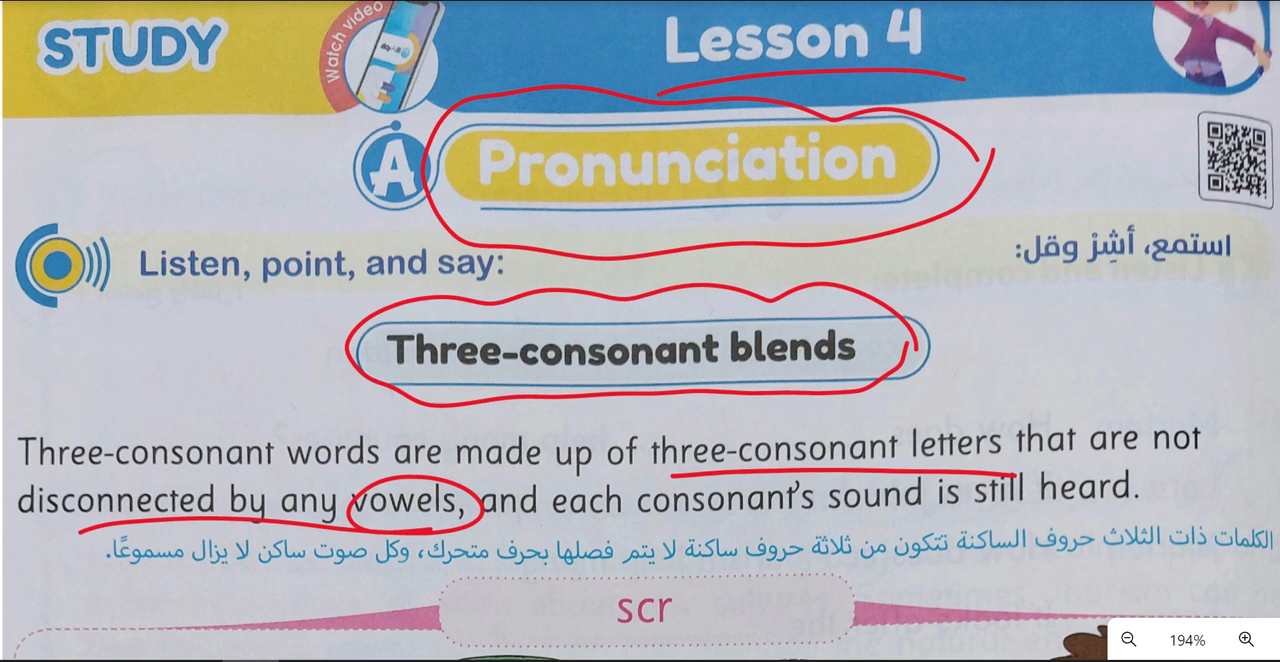 STUDY
Watch video
Lesson 4
A Pronunciation
Listen, point, and say:
استمع، أَشِرْ وقل:
Three-consonant blends
Three-consonant words are made up of three-consonant letters that are not
disconnected by any vowels, and each consonant's sound is still heard.
الكلمات ذات الثلاث حروف الساكنة تتكون من ثلاثة حروف ساكنة لا يتم فصلها بحرف متحرك، وكل صوت ساكن لا يزال مسموعًا.
scr
194%